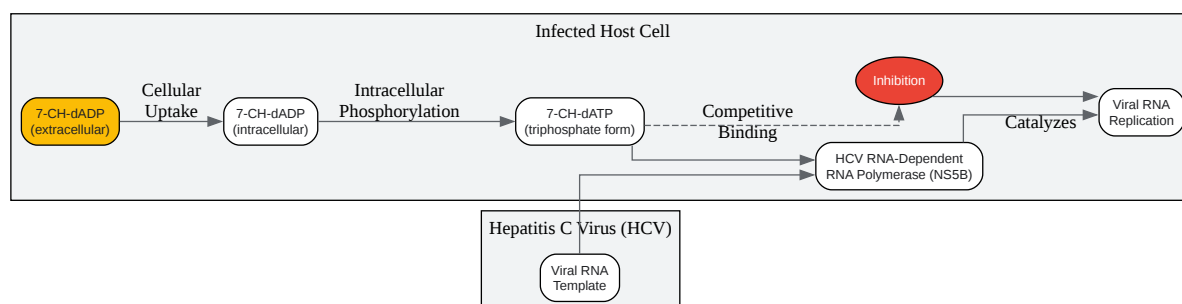 Infected Host Cell
7-CH-dADP
(extracellular)
Cellular
Uptake
7-CH-dADP
(intracellular)
Intracellular
Phosphorylation
7-CH-dATP
(triphosphate form)
Competitive
Binding
Inhibition
HCV RNA-Dependent
RNA Polymerase (NS5B)
Catalyzes
Viral RNA
Replication
Hepatitis C Virus (HCV)
Viral RNA
Template